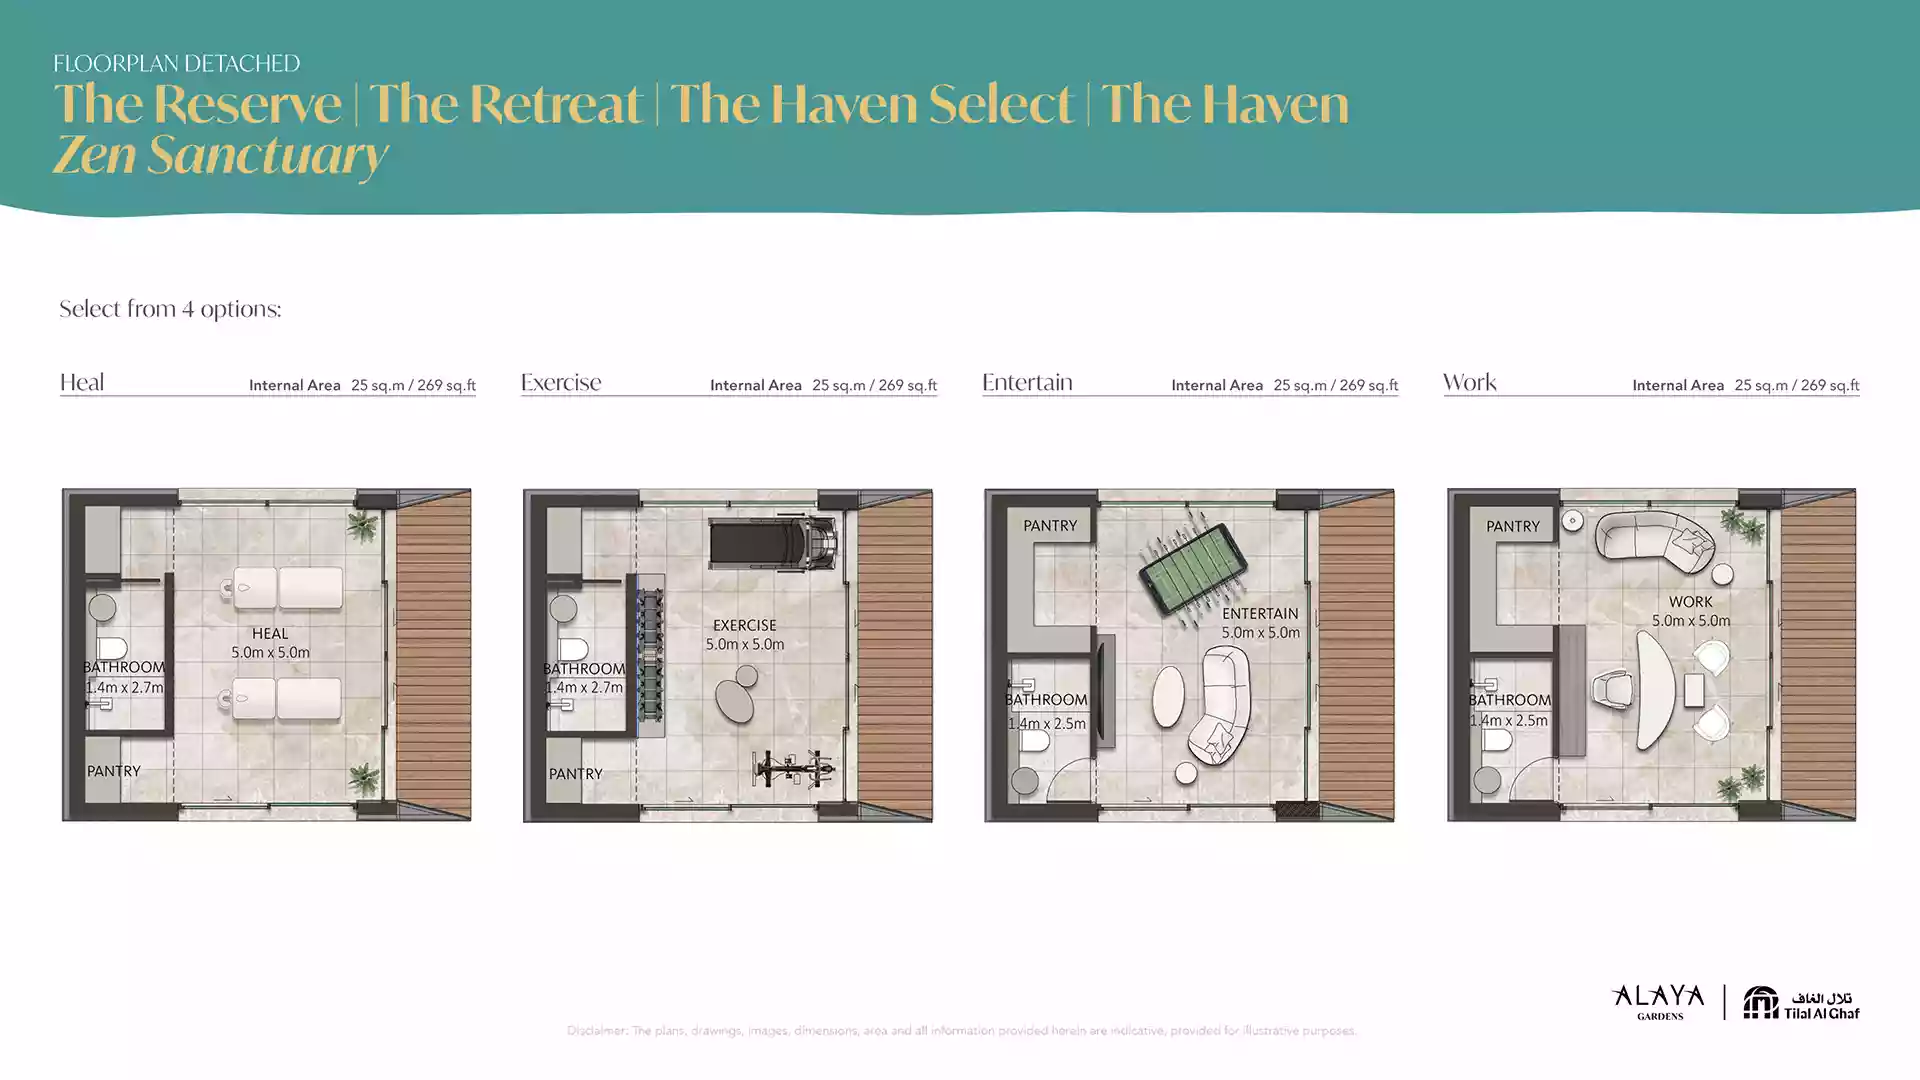 FLOORPLAN DETACHED
The Reserve | The Retreat | The Haven Select | The Haven
Zen Sanctuary
Select from 4 options:
Heal Internal Area 25 sq.m / 269 sq.ft
Exercise Internal Area 25 sq.m / 269 sq.ft
Entertain Internal Area 25 sq.m / 269 sq.ft
Work Internal Area 25 sq.m / 269 sq.ft
HEAL
5.0m x 5.0m
BATHROOM
1.4m x 2.7m
PANTRY
EXERCISE
5.0m x 5.0m
BATHROOM
1.4m x 2.7m
PANTRY
PANTRY
ENTERTAIN
5.0m x 5.0m
BATHROOM
1.4m x 2.5m
PANTRY
WORK
5.0m x 5.0m
BATHROOM
1.4m x 2.5m
ALAYA
GARDENS
تلال الغاف
Tilal Al Ghaf
Disclaimer: The plans, drawings, images, dimensions, area and all information provided herein are indicative, provided for illustrative purposes.